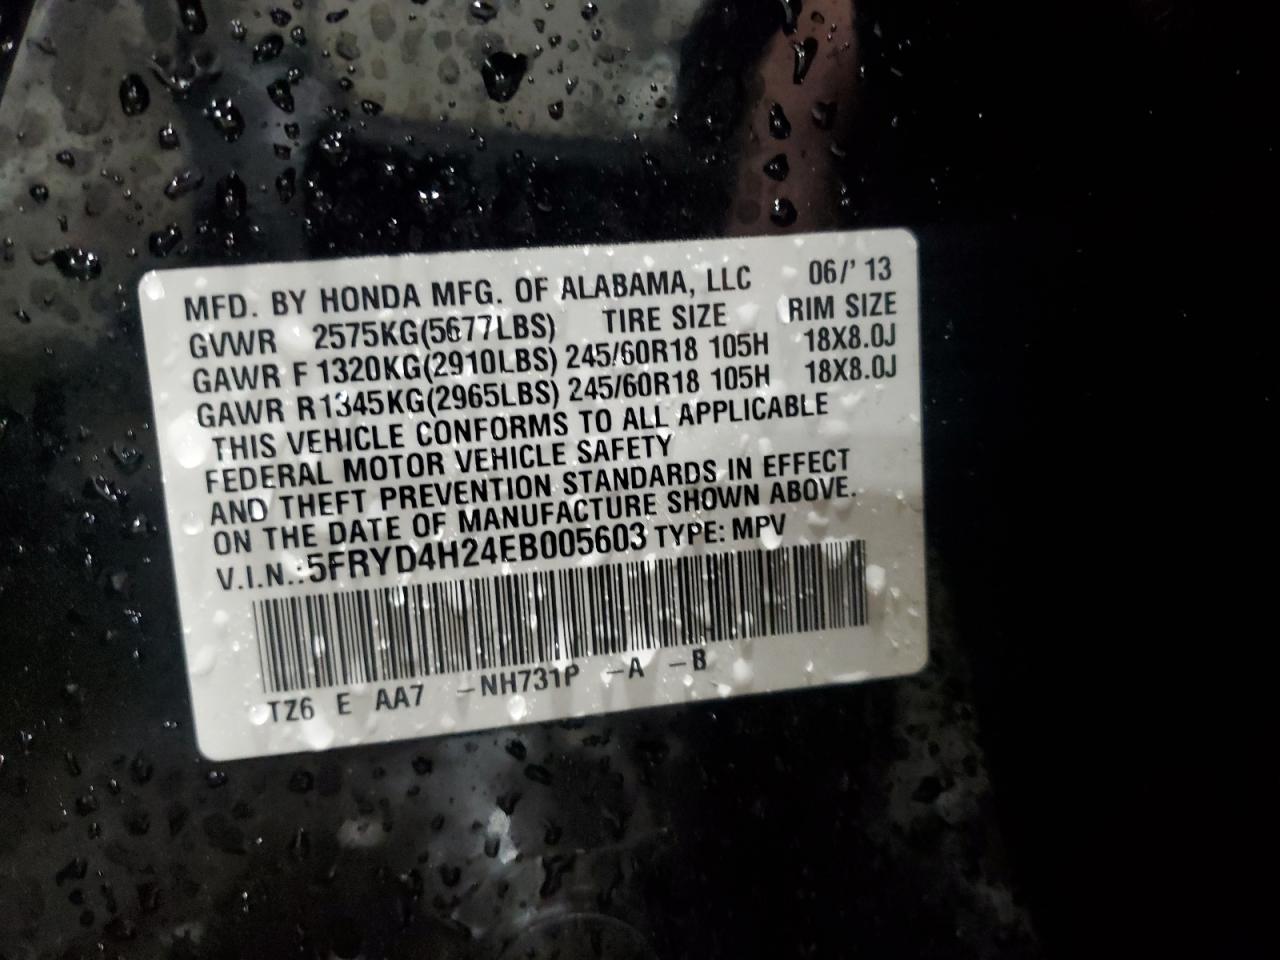 MFD. BY HONDA MFG. OF ALABAMA, LLC 06/'13
GVWR 2575KG(5677LBS) TIRE SIZE RIM SIZE
GAWR F 1320KG(2910LBS) 245/60R18 105H 18X8.0J
GAWR R 1345KG(2965LBS) 245/60R18 105H 18X8.0J
THIS VEHICLE CONFORMS TO ALL APPLICABLE
FEDERAL MOTOR VEHICLE SAFETY
AND THEFT PREVENTION STANDARDS IN EFFECT
ON THE DATE OF MANUFACTURE SHOWN ABOVE.
V.I.N.:5FRYD4H24EB005603 TYPE: MPV
TZ6 E AA7 -NH731P -A -B